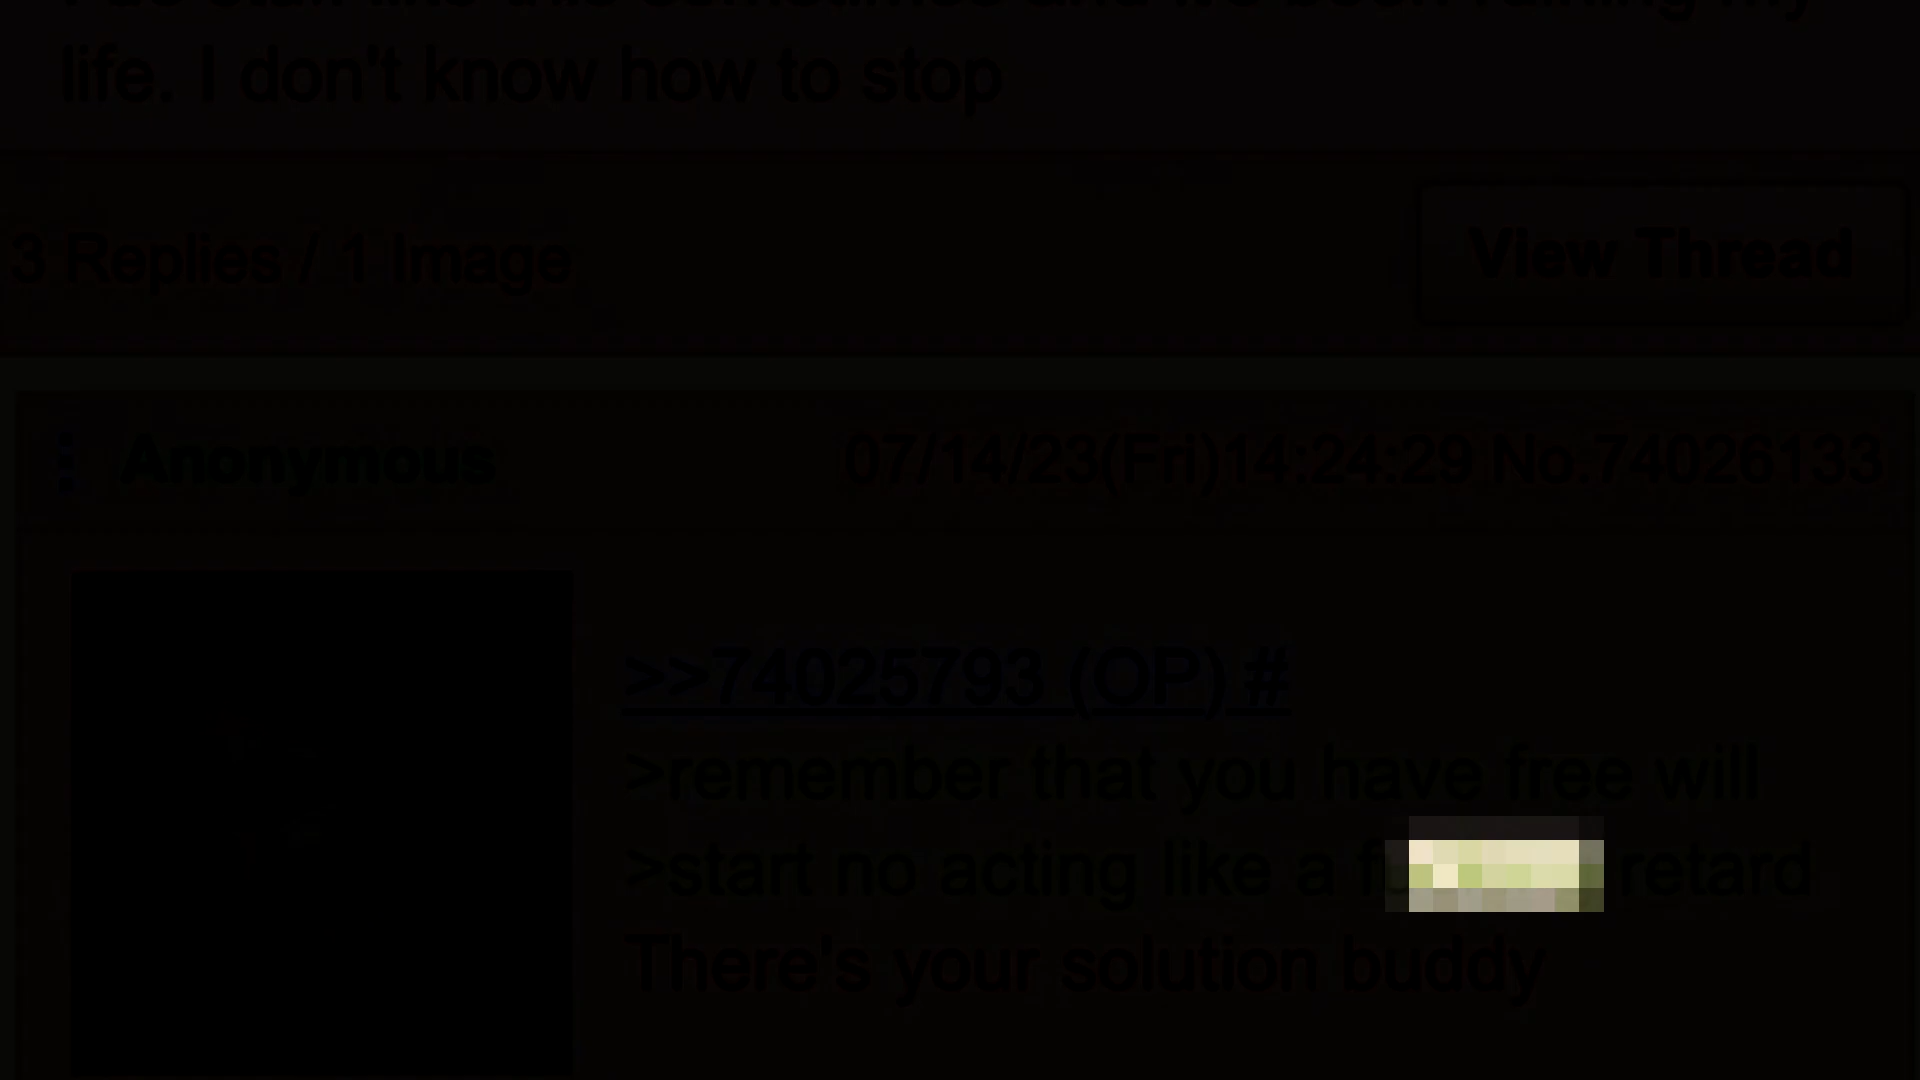 life. I don't know how to stop
3 Replies / 1 Image
View Thread
Anonymous
07/14/23(Fri)14:24:29 No.74026133
>>74025793 (OP) #
>remember that you have free will
>start no acting like a retard
There's your solution buddy